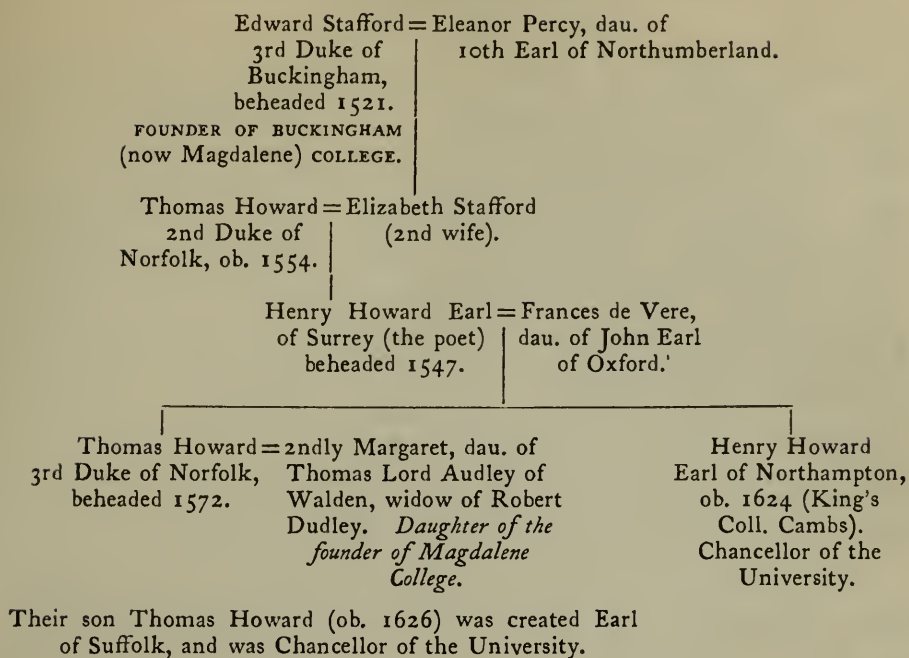 Edward Stafford = Eleanor Percy, dau. of
3rd Duke of 10th Earl of Northumberland.
Buckingham,
beheaded 1521.
FOUNDER OF BUCKINGHAM
(now Magdalene) COLLEGE.
Thomas Howard = Elizabeth Stafford
2nd Duke of (2nd wife).
Norfolk, ob. 1554.
Henry Howard Earl = Frances de Vere,
of Surrey (the poet) dau. of John Earl
beheaded 1547. of Oxford.'
Thomas Howard = 2ndly Margaret, dau. of
3rd Duke of Norfolk, Thomas Lord Audley of
beheaded 1572. Walden, widow of Robert
Dudley. Daughter of the
founder of Magdalene
College.
Henry Howard
Earl of Northampton,
ob. 1624 (King's
Coll. Cambs).
Chancellor of the
University.
Their son Thomas Howard (ob. 1626) was created Earl
of Suffolk, and was Chancellor of the University.